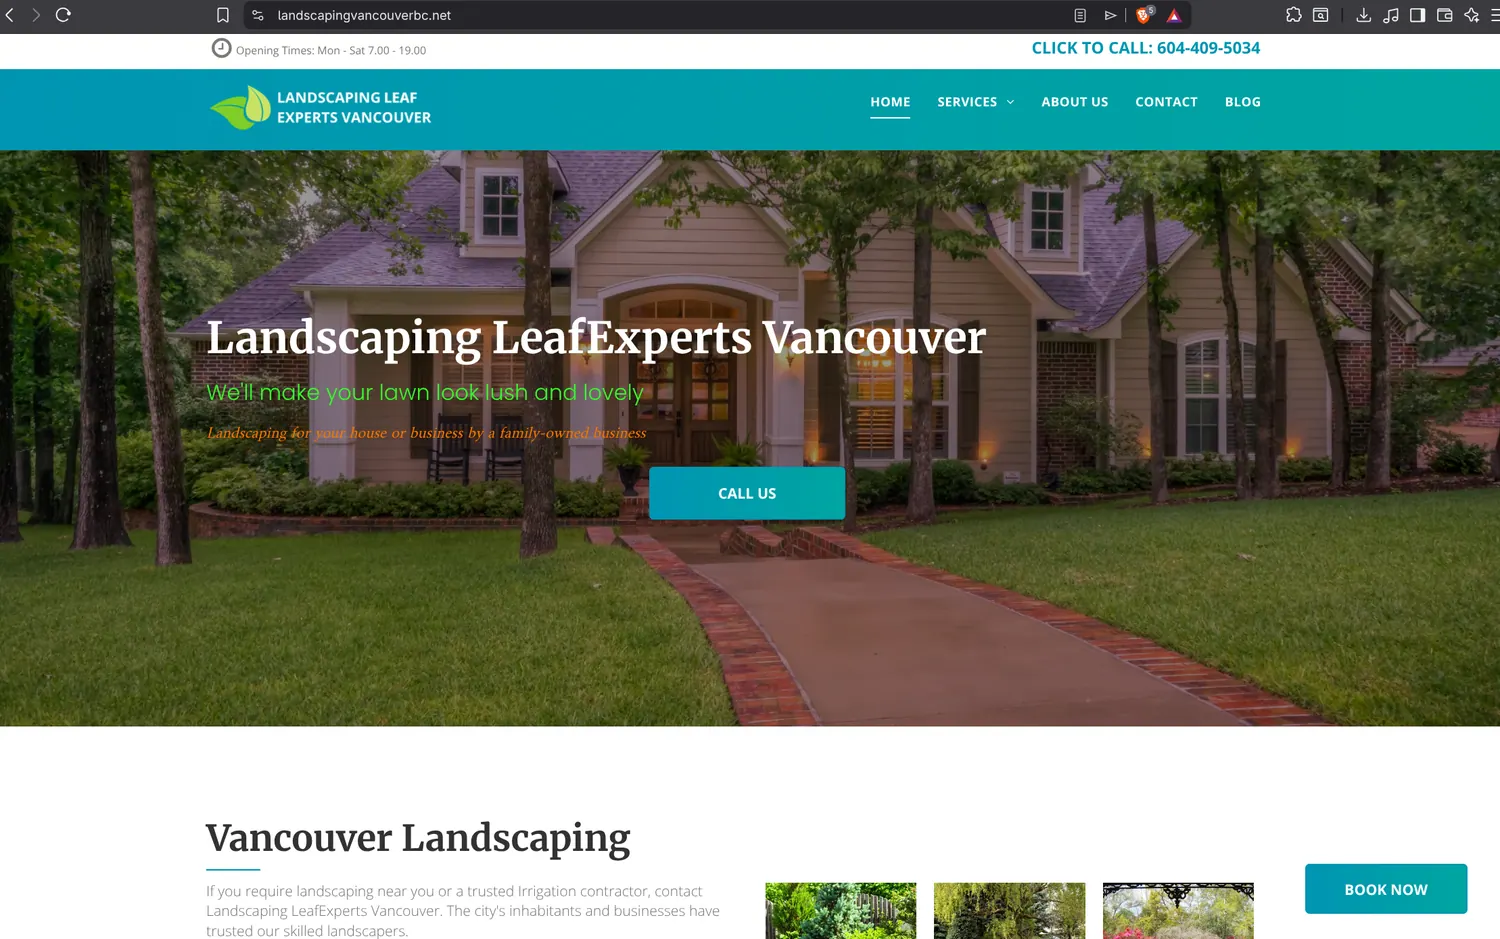 landscapingvancouverbc.net
5
Opening Times: Mon - Sat 7.00 - 19.00
CLICK TO CALL: 604-409-5034
LANDSCAPING LEAF
EXPERTS VANCOUVER
HOME
SERVICES
ABOUT US
CONTACT
BLOG
Landscaping LeafExperts Vancouver
We'll make your lawn look lush and lovely
Landscaping for your house or business by a family-owned business
CALL US
Vancouver Landscaping
If you require landscaping near you or a trusted Irrigation contractor, contact
Landscaping LeafExperts Vancouver. The city's inhabitants and businesses have
trusted our skilled landscapers.
BOOK NOW